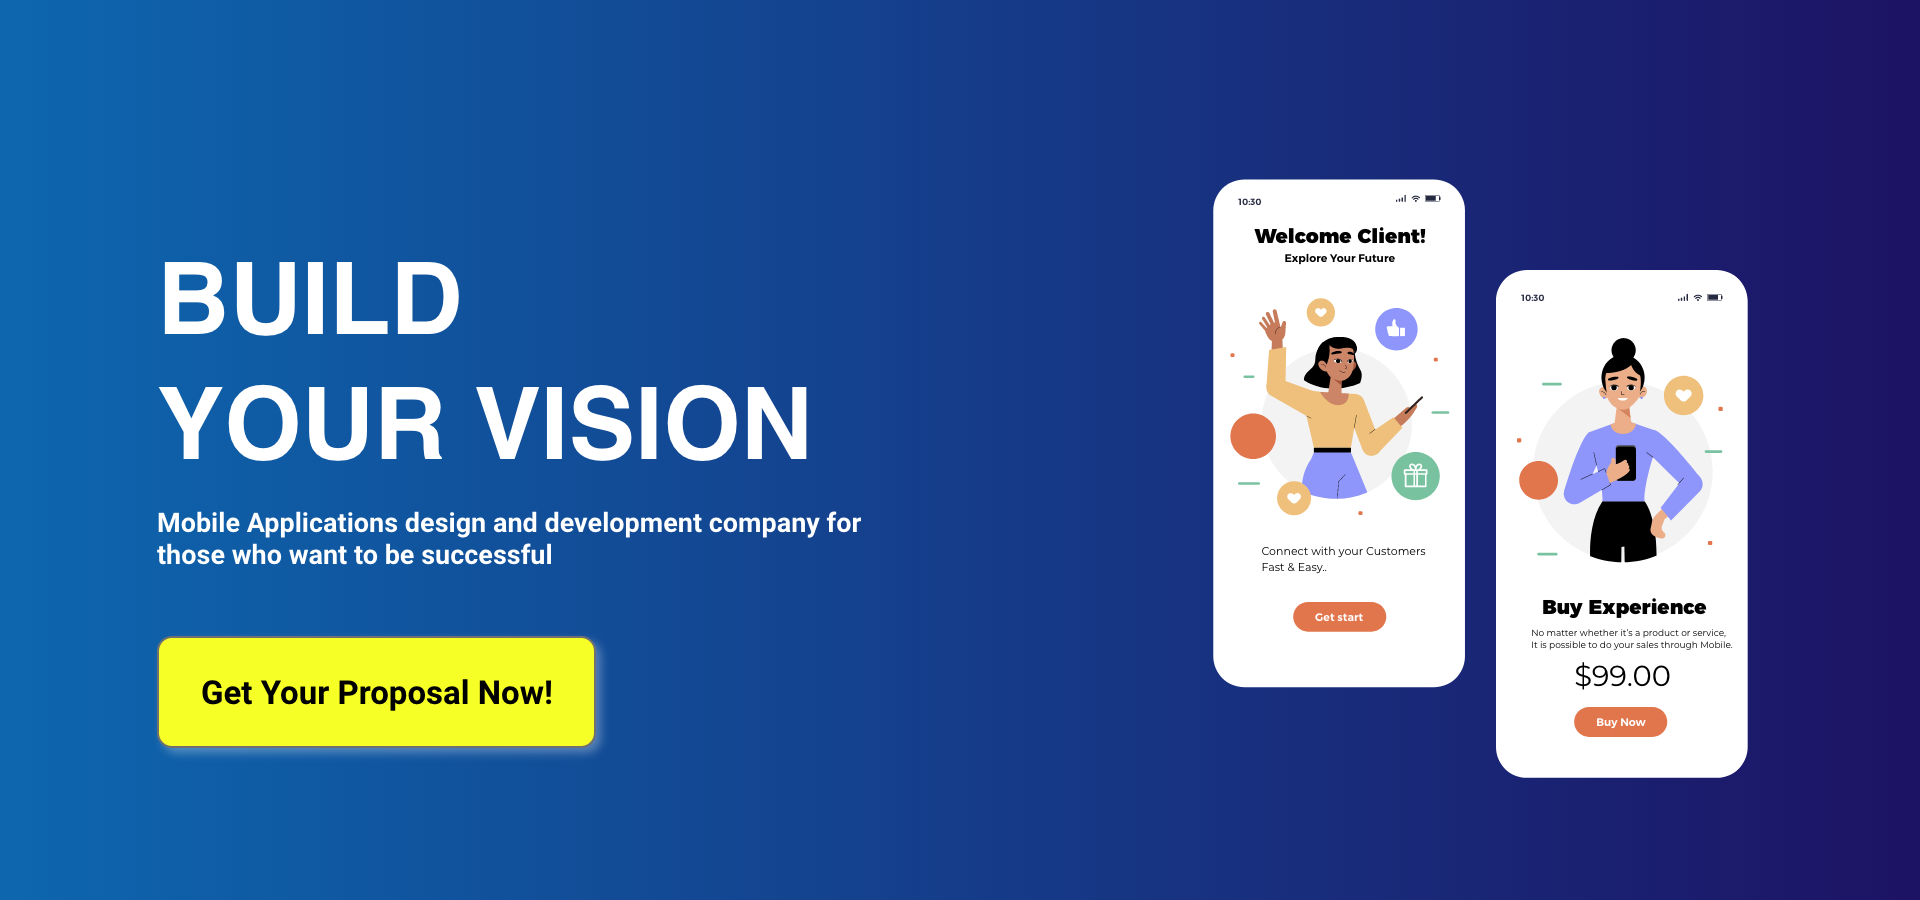 BUILD
YOUR VISION
Mobile Applications design and development company for
those who want to be successful
Get Your Proposal Now!
10:30
Welcome Client!
Explore Your Future
Connect with your Customers
Fast & Easy..
Get start
10:30
Buy Experience
No matter whether it's a product or service,
It is possible to do your sales through Mobile.
$99.00
Buy Now